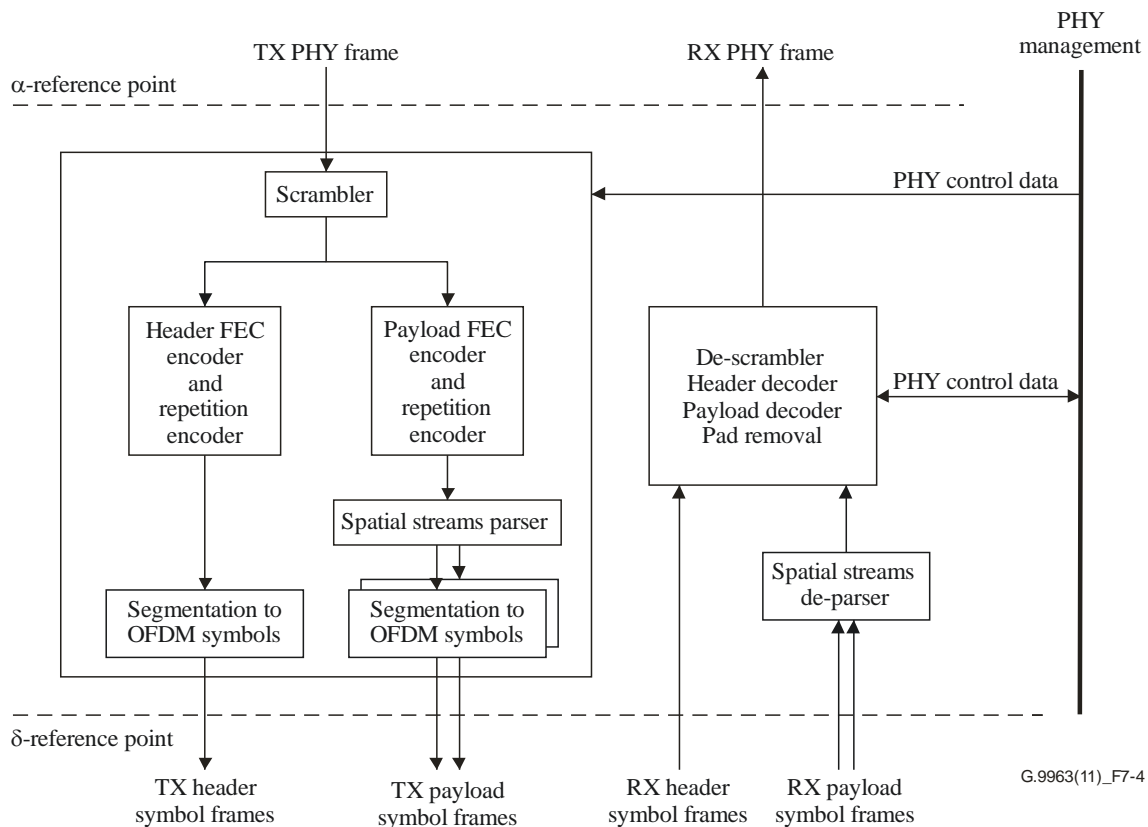 PHY
management
TX PHY frame
RX PHY frame
α-reference point
Scrambler
PHY control data
Header FEC
encoder
and
repetition
encoder
Payload FEC
encoder
and
repetition
encoder
De-scrambler
Header decoder
Payload decoder
Pad removal
PHY control data
Spatial streams parser
Spatial streams
de-parser
Segmentation to
OFDM symbols
Segmentation to
OFDM symbols
δ-reference point
TX header
symbol frames
TX payload
symbol frames
RX header
symbol frames
RX payload
symbol frames
G.9963(11)_F7-4